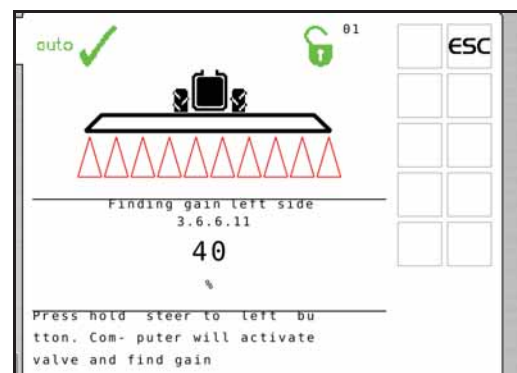 auto
01
ESC
Finding gain left side
3.6.6.11
40
%
Press hold steer to left bu
tton. Com- puter will activate
valve and find gain